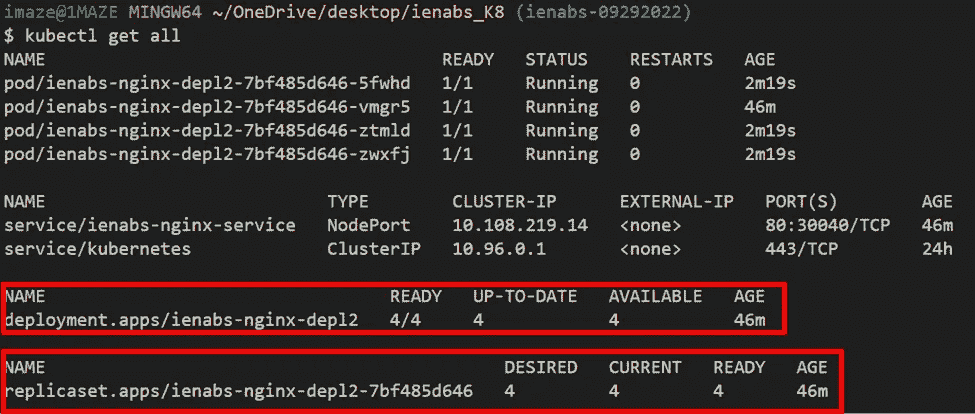 imaze@1MAZE MINGW64 ~/OneDrive/desktop/ienabs_K8 (ienabs-09292022)
$ kubectl get all
NAME READY STATUS RESTARTS AGE
pod/ienabs-nginx-depl2-7bf485d646-5fwhd 1/1 Running 0 2m19s
pod/ienabs-nginx-depl2-7bf485d646-vmgr5 1/1 Running 0 46m
pod/ienabs-nginx-depl2-7bf485d646-ztmld 1/1 Running 0 2m19s
pod/ienabs-nginx-depl2-7bf485d646-zwxfj 1/1 Running 0 2m19s
NAME TYPE CLUSTER-IP EXTERNAL-IP PORT(S) AGE
service/ienabs-nginx-service NodePort 10.108.219.14 <none> 80:30040/TCP 46m
service/kubernetes ClusterIP 10.96.0.1 <none> 443/TCP 24h
NAME READY UP-TO-DATE AVAILABLE AGE
deployment.apps/ienabs-nginx-depl2 4/4 4 4 46m
NAME DESIRED CURRENT READY AGE
replicaset.apps/ienabs-nginx-depl2-7bf485d646 4 4 4 46m